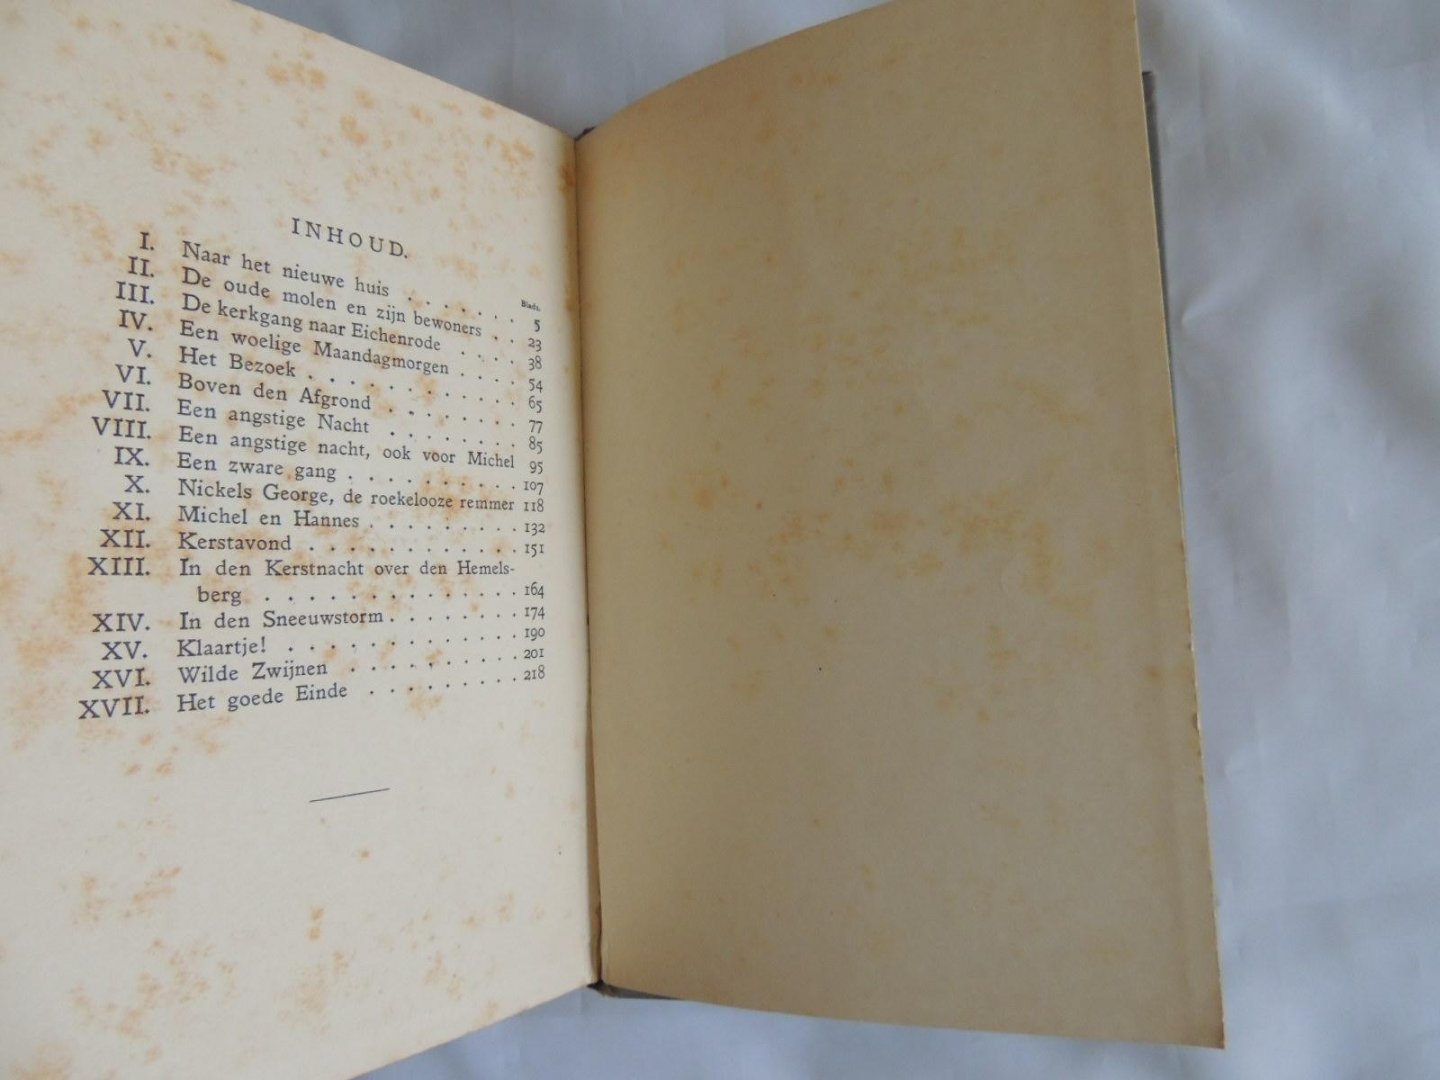 INHOUD.
Bladz.
I. Naar het nieuwe huis . . . . . . . 5
II. De oude molen en zijn bewoners . . 23
III. De kerkgang naar Eichenrode . . . . 38
IV. Een woelige Maandagmorgen . . . . 54
V. Het Bezoek . . . . . . . . . . . 65
VI. Boven den Afgrond . . . . . . . 77
VII. Een angstige Nacht . . . . . . . 85
VIII. Een angstige nacht, ook voor Michel 95
IX. Een zware gang . . . . . . . . . 107
X. Nickels George, de roekelooze remmer 118
XI. Michel en Hannes . . . . . . . . 132
XII. Kerstavond . . . . . . . . . . . 151
XIII. In den Kerstnacht over den Hemels-
berg . . . . . . . . . . . . . 164
XIV. In den Sneeuwstorm . . . . . . . 174
XV. Klaartje! . . . . . . . . . . . . 190
XVI. Wilde Zwijnen . . . . . . . . . 201
XVII. Het goede Einde . . . . . . . . 218